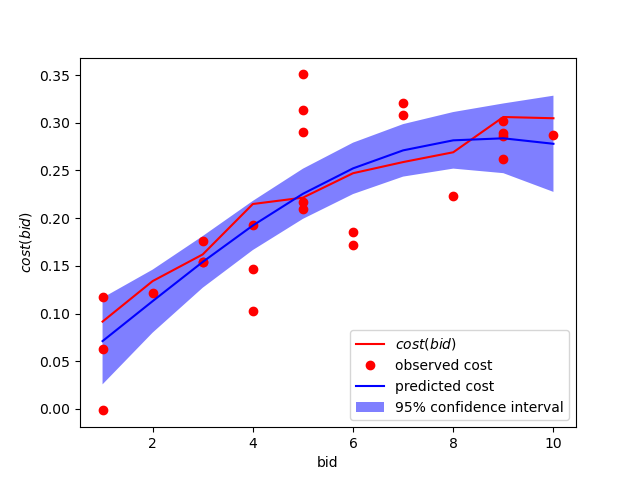 0.35
0.30
0.25
0.20
0.15
0.10
0.05
0.00
cost(bid)
2
4
6
8
10
bid
cost(bid)
observed cost
predicted cost
95% confidence interval